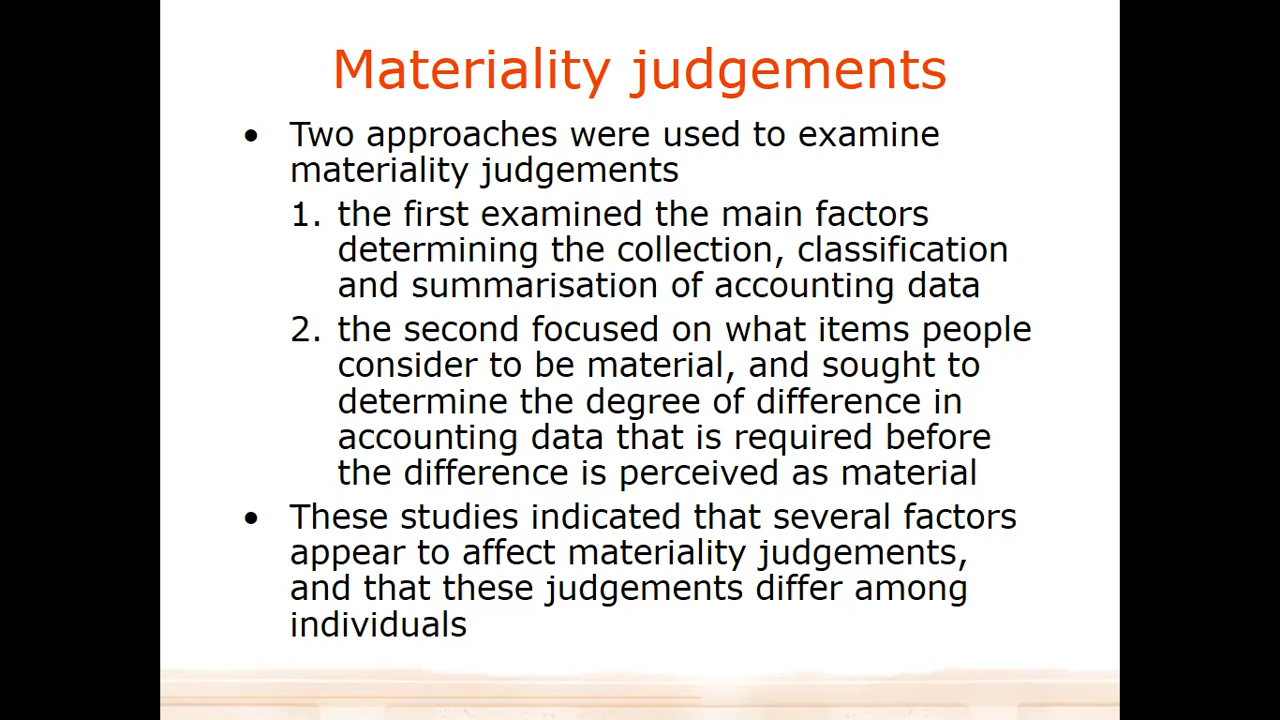 Materiality judgements
• Two approaches were used to examine
materiality judgements
1. the first examined the main factors
determining the collection, classification
and summarisation of accounting data
2. the second focused on what items people
consider to be material, and sought to
determine the degree of difference in
accounting data that is required before
the difference is perceived as material
• These studies indicated that several factors
appear to affect materiality judgements,
and that these judgements differ among
individuals